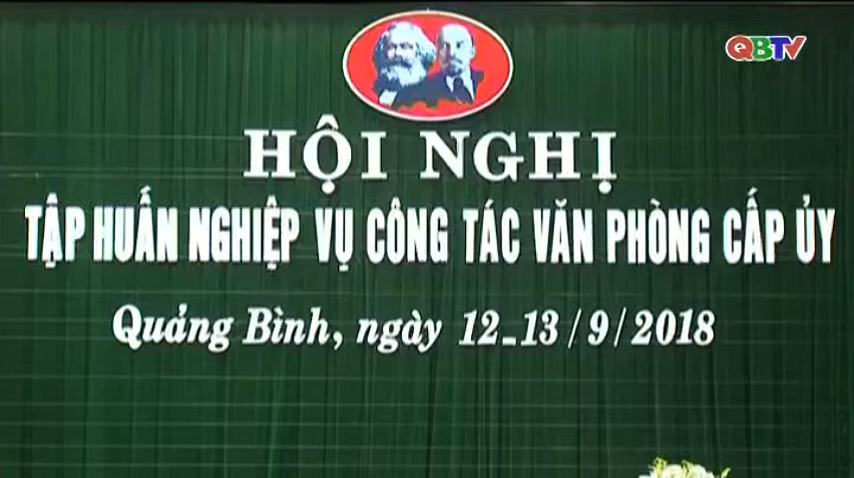 QBTV
HỘI NGHỊ
TẬP HUẤN NGHIỆP VỤ CÔNG TÁC VĂN PHÒNG CẤP ỦY
Quảng Bình, ngày 12-13/9/2018